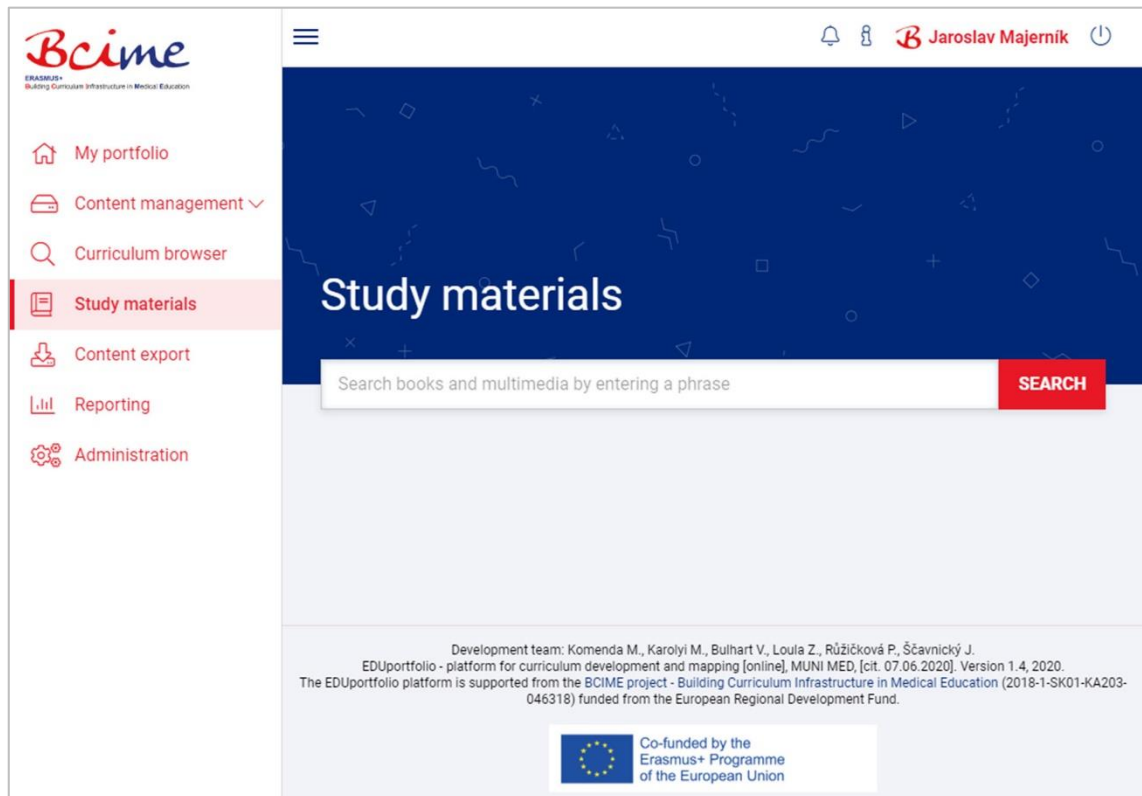 Bcime
ERASMUS+
Building Curriculum Infrastructure in Medical Education
Jaroslav Majerník
My portfolio
Content management
Curriculum browser
Study materials
Content export
Reporting
Administration
Study materials
Search books and multimedia by entering a phrase
SEARCH
Development team: Komenda M., Karolyi M., Bulhart V., Loula Z., Růžičková P., Ščavnický J.
EDUportfolio - platform for curriculum development and mapping [online], MUNI MED, [cit. 07.06.2020]. Version 1.4, 2020.
The EDUportfolio platform is supported from the BCIME project - Building Curriculum Infrastructure in Medical Education (2018-1-SK01-KA203-
046318) funded from the European Regional Development Fund.
Co-funded by the
Erasmus+ Programme
of the European Union